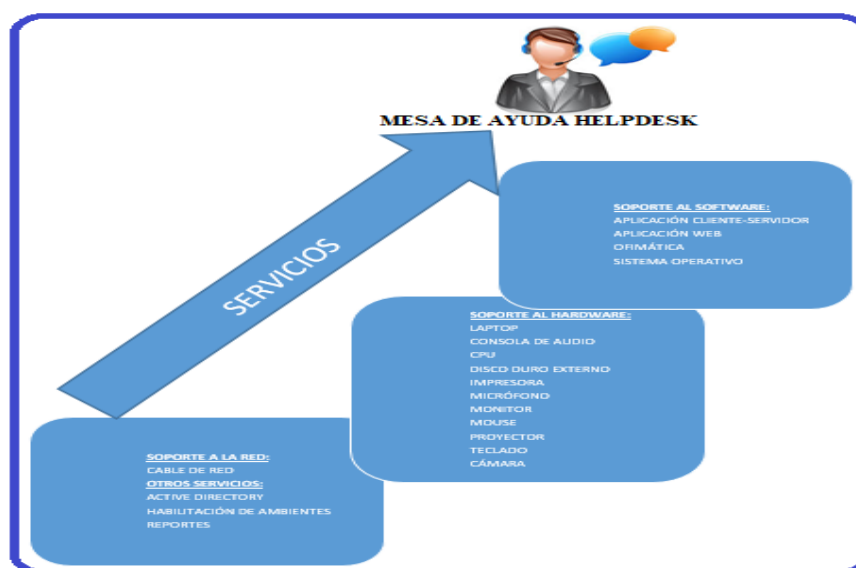 MESA DE AYUDA HELPDESK
SERVICIOS
SOPORTE AL SOFTWARE:
APLICACIÓN CLIENTE-SERVIDOR
APLICACIÓN WEB
OFIMÁTICA
SISTEMA OPERATIVO
SOPORTE AL HARDWARE:
LAPTOP
CONSOLA DE AUDIO
CPU
DISCO DURO EXTERNO
IMPRESORA
MICRÓFONO
MONITOR
MOUSE
PROYECTOR
TECLADO
CÁMARA
SOPORTE A LA RED:
CABLE DE RED
OTROS SERVICIOS:
ACTIVE DIRECTORY
HABILITACIÓN DE AMBIENTES
REPORTES